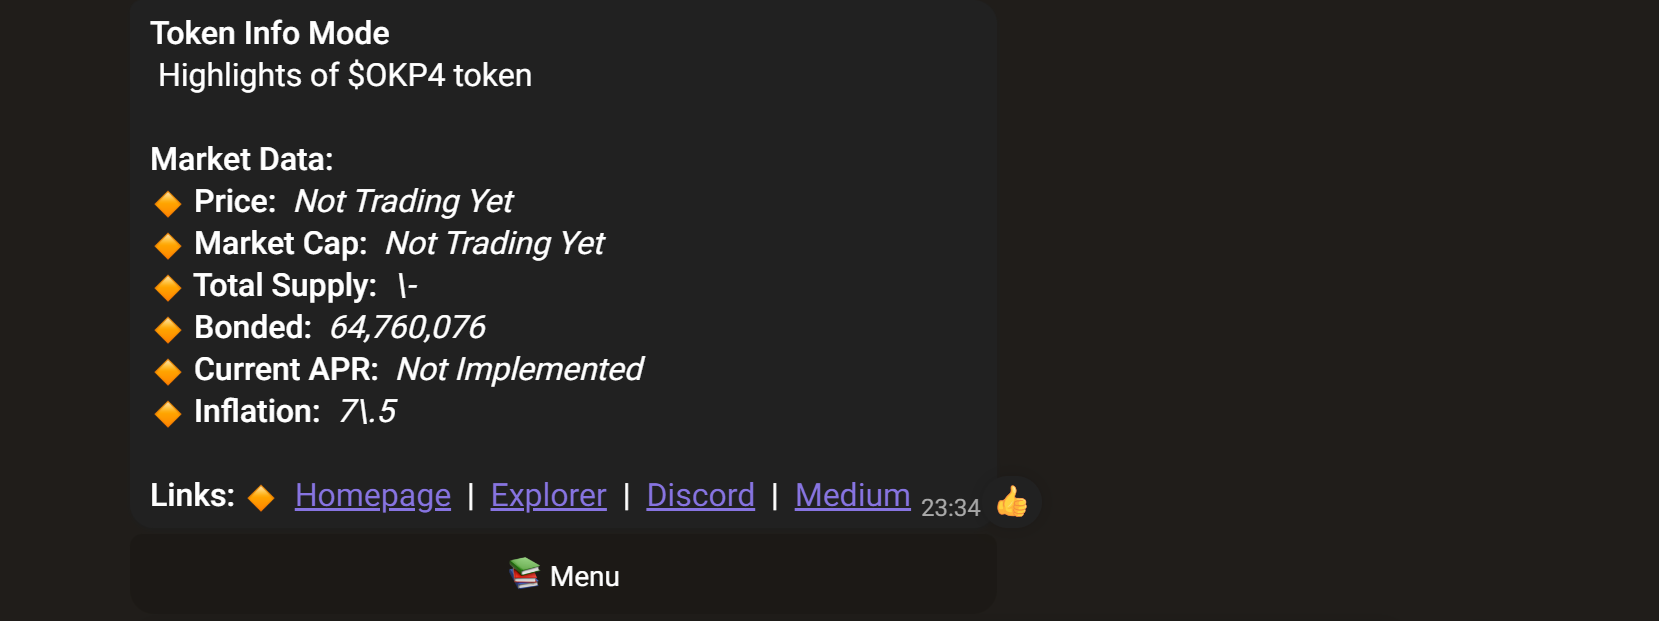 Token Info Mode
Highlights of $OKP4 token
Market Data:
🔸 Price: Not Trading Yet
🔸 Market Cap: Not Trading Yet
🔸 Total Supply: \-
🔸 Bonded: 64,760,076
🔸 Current APR: Not Implemented
🔸 Inflation: 7\.5
Links: 🔸 Homepage | Explorer | Discord | Medium 23:34 👍
📚 Menu